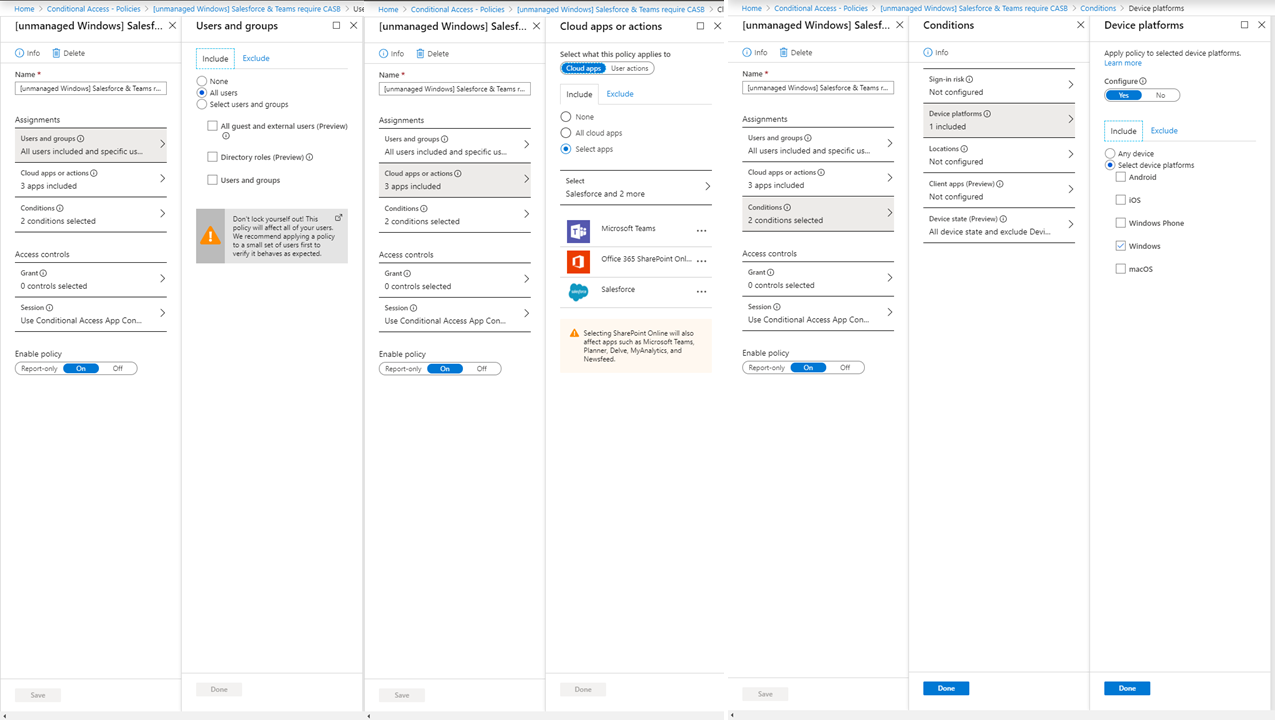 Home > Conditional Access - Policies > [unmanaged Windows] Salesforce & Teams require CASB > Use
[unmanaged Windows] Salesf...
Info Delete
Name *
[unmanaged Windows] Salesforce & Teams r...
Assignments
Users and groups
All users included and specific us...
Cloud apps or actions
3 apps included
Conditions
2 conditions selected
Access controls
Grant
0 controls selected
Session
Use Conditional Access App Con...
Enable policy
Report-only On Off
Save
Users and groups
Include Exclude
None
All users
Select users and groups
All guest and external users (Preview)
Directory roles (Preview)
Users and groups
Don't lock yourself out! This
policy will affect all of your users.
We recommend applying a policy
to a small set of users first to
verify it behaves as expected.
Done
Home > Conditional Access - Policies > [unmanaged Windows] Salesforce & Teams require CASB >
[unmanaged Windows] Salesf...
Info Delete
Name *
[unmanaged Windows] Salesforce & Teams r...
Assignments
Users and groups
All users included and specific us...
Cloud apps or actions
3 apps included
Conditions
2 conditions selected
Access controls
Grant
0 controls selected
Session
Use Conditional Access App Con...
Enable policy
Report-only On Off
Save
Cloud apps or actions
Select what this policy applies to
Cloud apps User actions
Include Exclude
None
All cloud apps
Select apps
Select
Salesforce and 2 more
Microsoft Teams ...
Office 365 SharePoint Onl... ...
salesforce
Salesforce ...
Selecting SharePoint Online will also
affect apps such as Microsoft Teams,
Planner, Delve, MyAnalytics, and
Newsfeed.
Done
Home > Conditional Access - Policies > [unmanaged Windows] Salesforce & Teams require CASB > Conditions > Device platforms
[unmanaged Windows] Salesf...
Info Delete
Name *
[unmanaged Windows] Salesforce & Teams r...
Assignments
Users and groups
All users included and specific us...
Cloud apps or actions
3 apps included
Conditions
2 conditions selected
Access controls
Grant
0 controls selected
Session
Use Conditional Access App Con...
Enable policy
Report-only On Off
Save
Conditions
Info
Sign-in risk
Not configured
Device platforms
1 included
Locations
Not configured
Client apps (Preview)
Not configured
Device state (Preview)
All device state and exclude Devi...
Done
Device platforms
Apply policy to selected device platforms.
Learn more
Configure
Yes No
Include Exclude
Any device
Select device platforms
Android
iOS
Windows Phone
Windows
macOS
Done